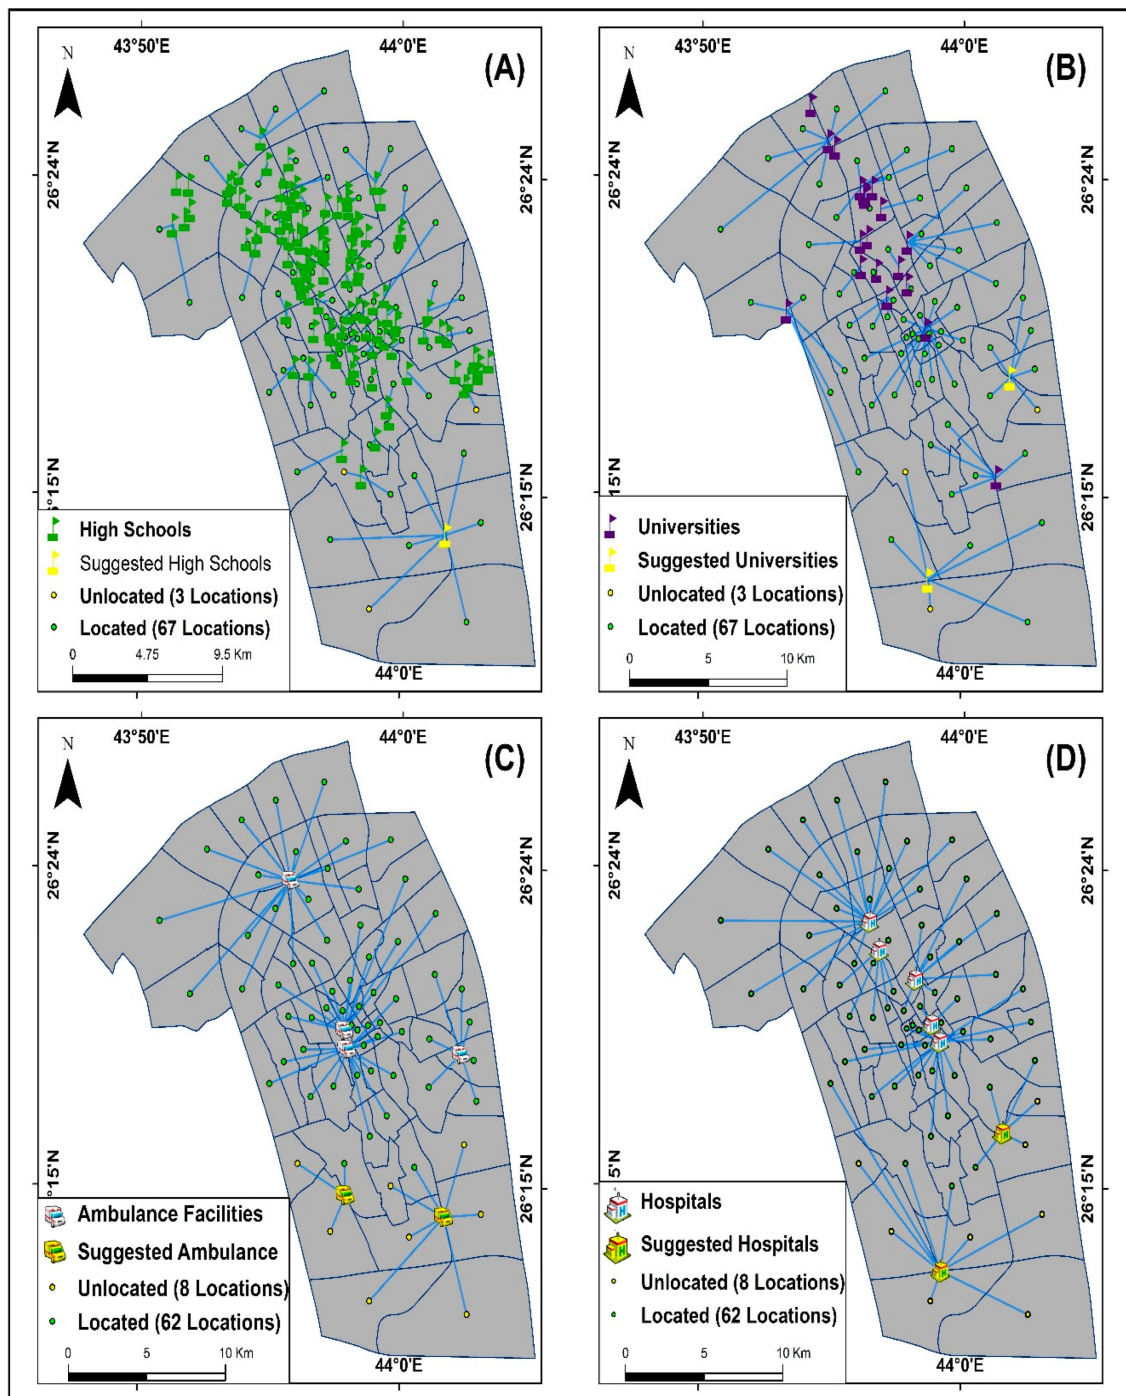 43°50'E
44°0'E
N
(A)
26°24'N
26°24'N
26°15'N
6°15'N
High Schools
Suggested High Schools
Unlocated (3 Locations)
Located (67 Locations)
0 4.75 9.5 Km
44°0'E
43°50'E
44°0'E
N
(B)
26°24'N
26°24'N
26°15'N
5'N
Universities
Suggested Universities
Unlocated (3 Locations)
Located (67 Locations)
0 5 10 Km
44°0'E
43°50'E
44°0'E
N
(C)
26°24'N
26°24'N
26°15'N
°15'N
Ambulance Facilities
Suggested Ambulance
Unlocated (8 Locations)
Located (62 Locations)
0 5 10 Km
44°0'E
43°50'E
44°0'E
N
(D)
26°24'N
26°24'N
26°15'N
5'N
Hospitals
Suggested Hospitals
Unlocated (8 Locations)
Located (62 Locations)
0 5 10 Km
44°0'E